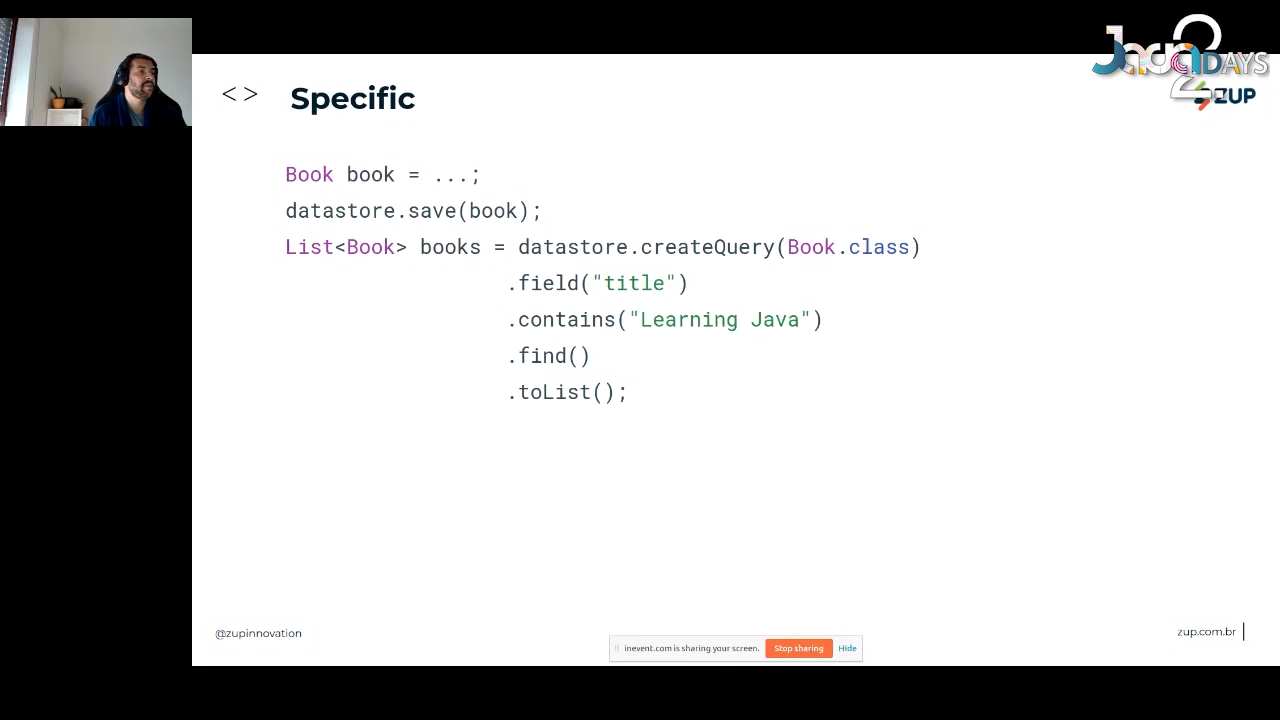 Java2Days
ZUP
< > Specific
Book book = ...;
datastore.save(book);
List<Book> books = datastore.createQuery(Book.class)
.field("title")
.contains("Learning Java")
.find()
.toList();
@zupinnovation
zup.com.br
inevent.com is sharing your screen. Stop sharing Hide